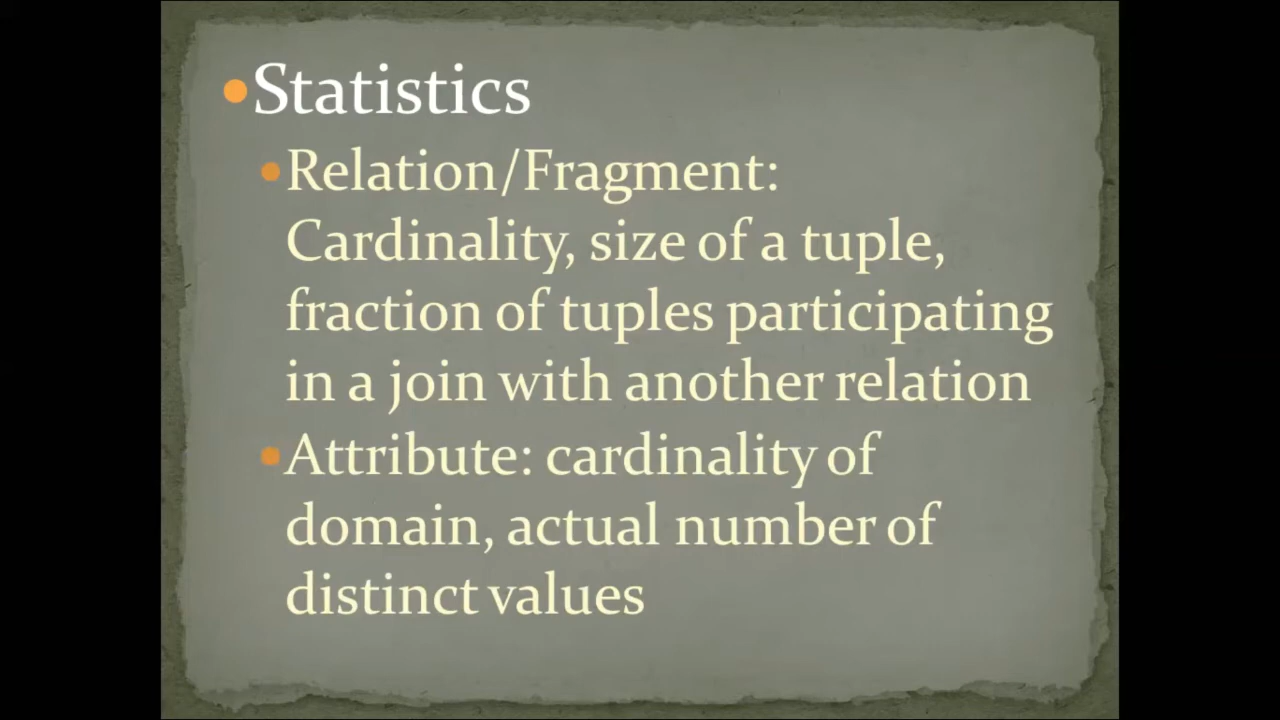 •Statistics
•Relation/Fragment:
Cardinality, size of a tuple,
fraction of tuples participating
in a join with another relation
•Attribute: cardinality of
domain, actual number of
distinct values